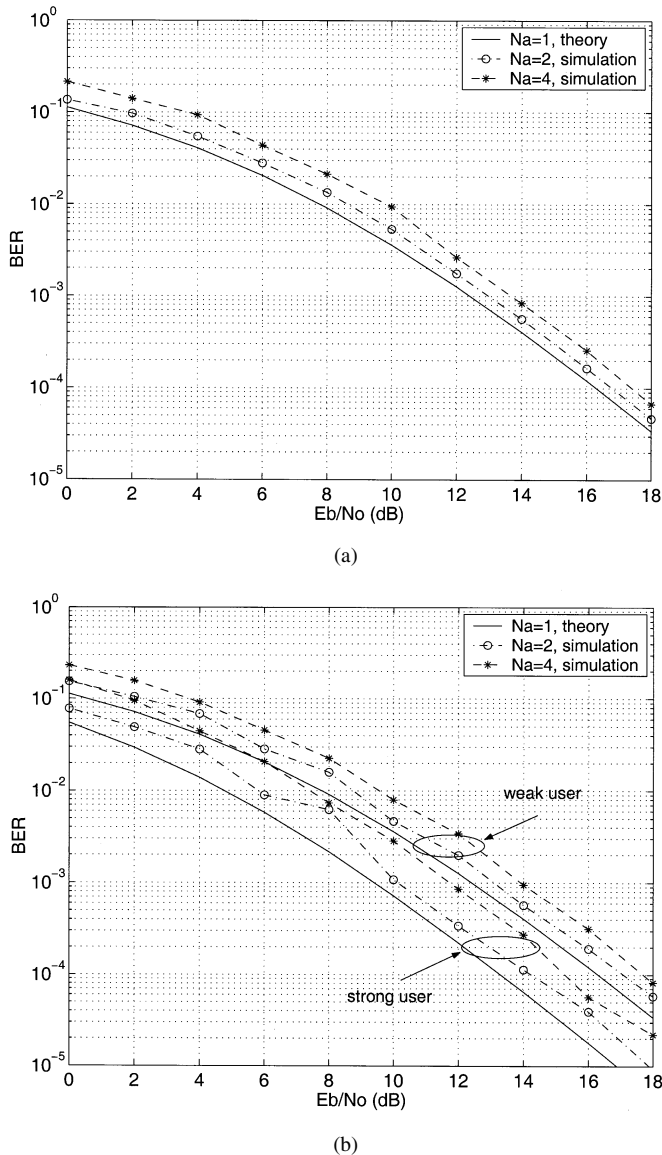 10^0
Na=1, theory
Na=2, simulation
Na=4, simulation
10^-1
10^-2
BER
10^-3
10^-4
10^-5
0 2 4 6 8 10 12 14 16 18
Eb/No (dB)
(a)
10^0
Na=1, theory
Na=2, simulation
Na=4, simulation
10^-1
10^-2
weak user
BER
10^-3
10^-4
strong user
10^-5
0 2 4 6 8 10 12 14 16 18
Eb/No (dB)
(b)